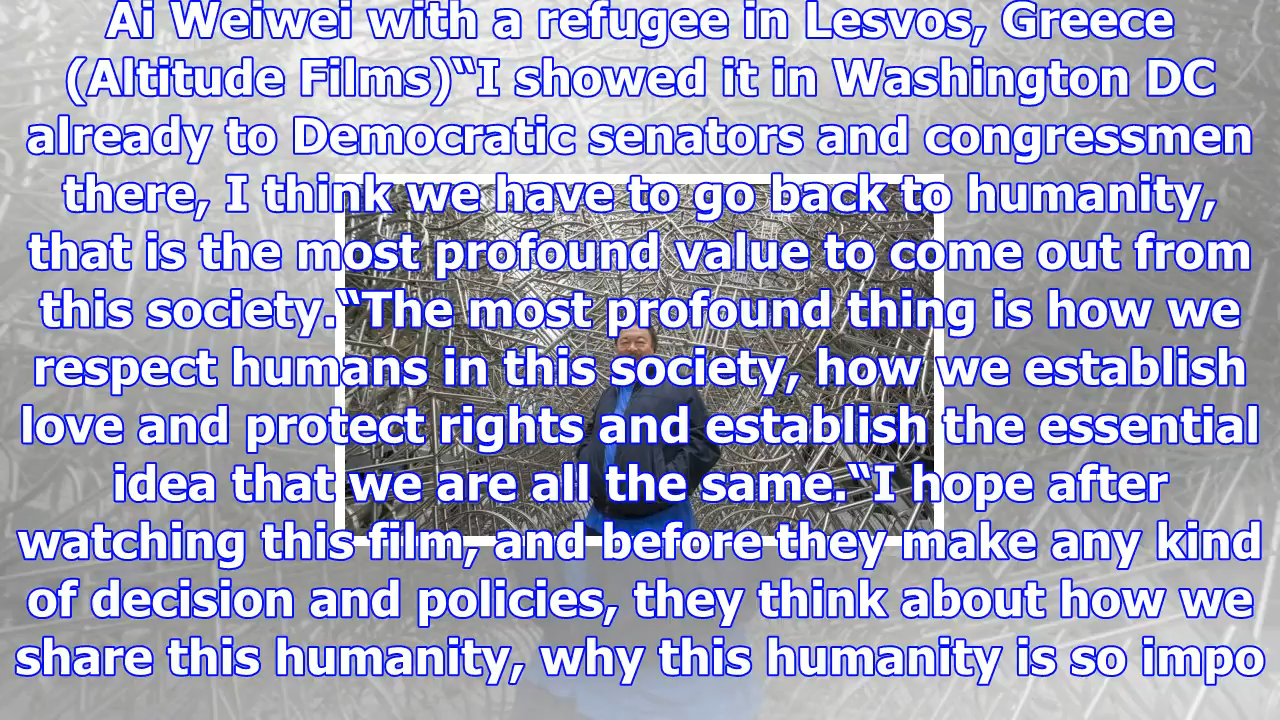 Ai Weiwei with a refugee in Lesvos, Greece
(Altitude Films)“I showed it in Washington DC
already to Democratic senators and congressmen
there, I think we have to go back to humanity,
that is the most profound value to come out from
this society.“The most profound thing is how we
respect humans in this society, how we establish
love and protect rights and establish the essential
idea that we are all the same.“I hope after
watching this film, and before they make any kind
of decision and policies, they think about how we
share this humanity, why this humanity is so impo